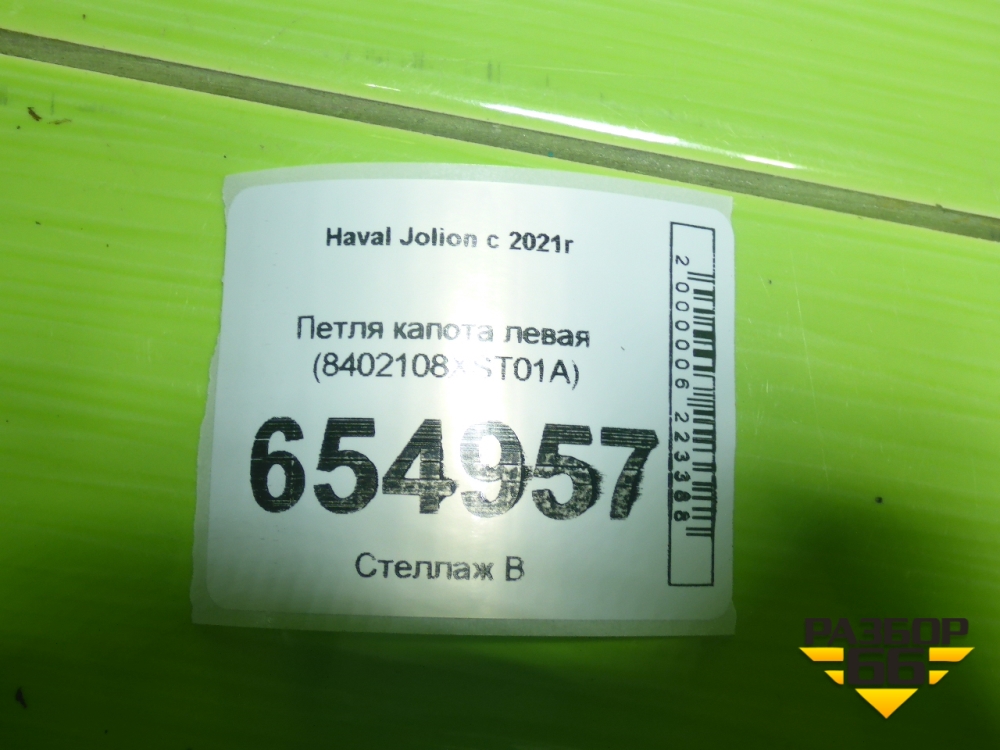 Haval Jolion с 2021г
Петля капота левая
(8402108XST01A)
654957
Стеллаж В
2000006223388
РАЗБОР
66